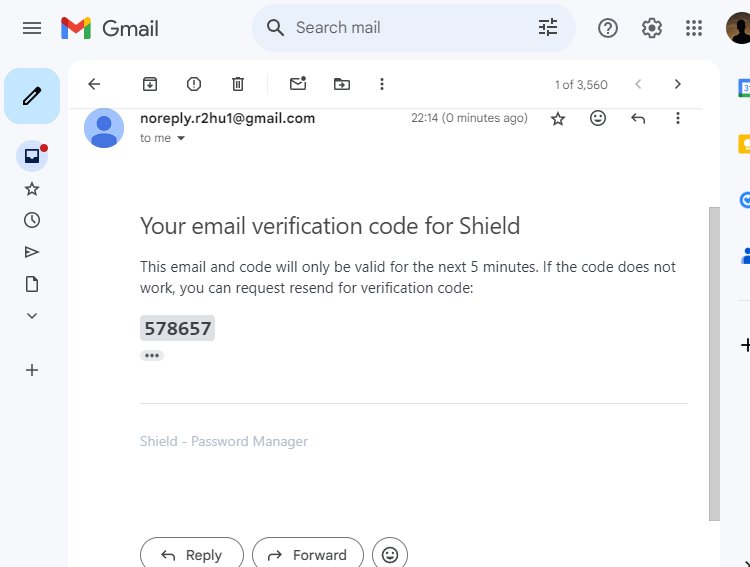 Gmail
Search mail
1 of 3,560
noreply.r2hu1@gmail.com
22:14 (0 minutes ago)
to me
Your email verification code for Shield
This email and code will only be valid for the next 5 minutes. If the code does not
work, you can request resend for verification code:
578657
Shield - Password Manager
Reply
Forward